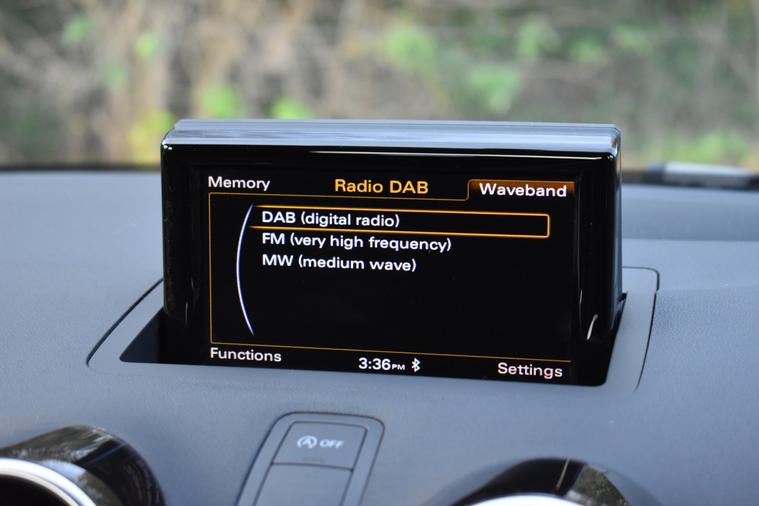 Memory Radio DAB Waveband
DAB (digital radio)
FM (very high frequency)
MW (medium wave)
Functions 3:36PM Settings
A OFF